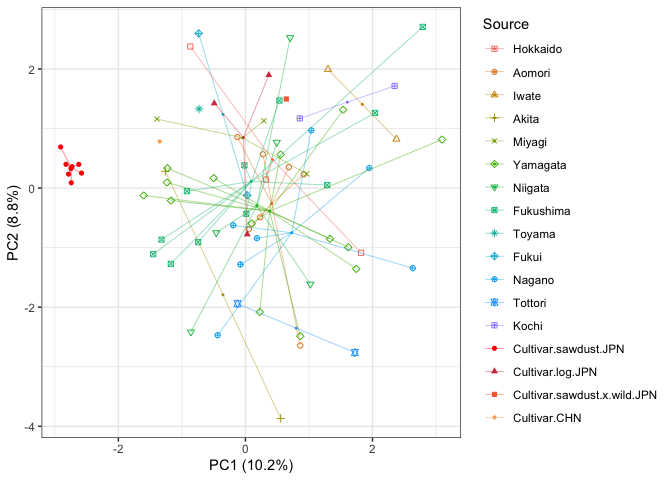 Source
Hokkaido
Aomori
Iwate
Akita
Miyagi
Yamagata
Niigata
Fukushima
Toyama
Fukui
Nagano
Tottori
Kochi
Cultivar.sawdust.JPN
Cultivar.log.JPN
Cultivar.sawdust.x.wild.JPN
Cultivar.CHN
2
0
-2
-4
PC2 (8.8%)
-2
0
2
PC1 (10.2%)